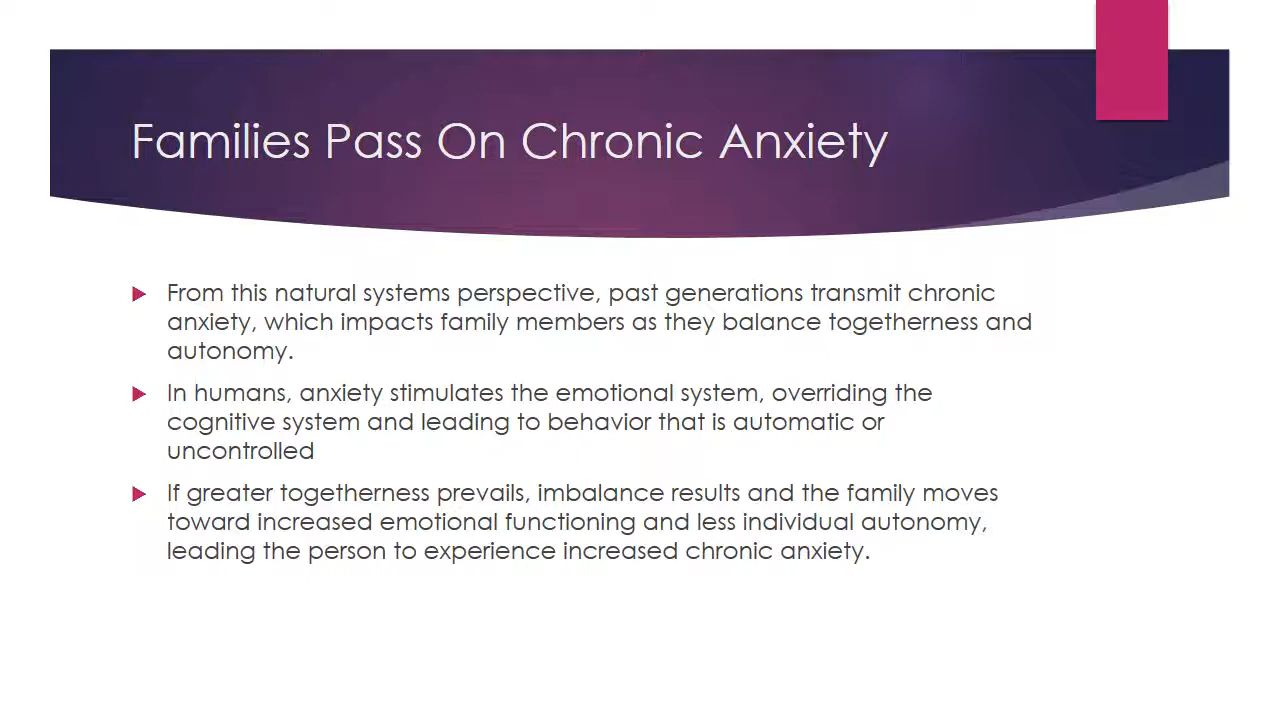 Families Pass On Chronic Anxiety
From this natural systems perspective, past generations transmit chronic
anxiety, which impacts family members as they balance togetherness and
autonomy.
In humans, anxiety stimulates the emotional system, overriding the
cognitive system and leading to behavior that is automatic or
uncontrolled
If greater togetherness prevails, imbalance results and the family moves
toward increased emotional functioning and less individual autonomy,
leading the person to experience increased chronic anxiety.